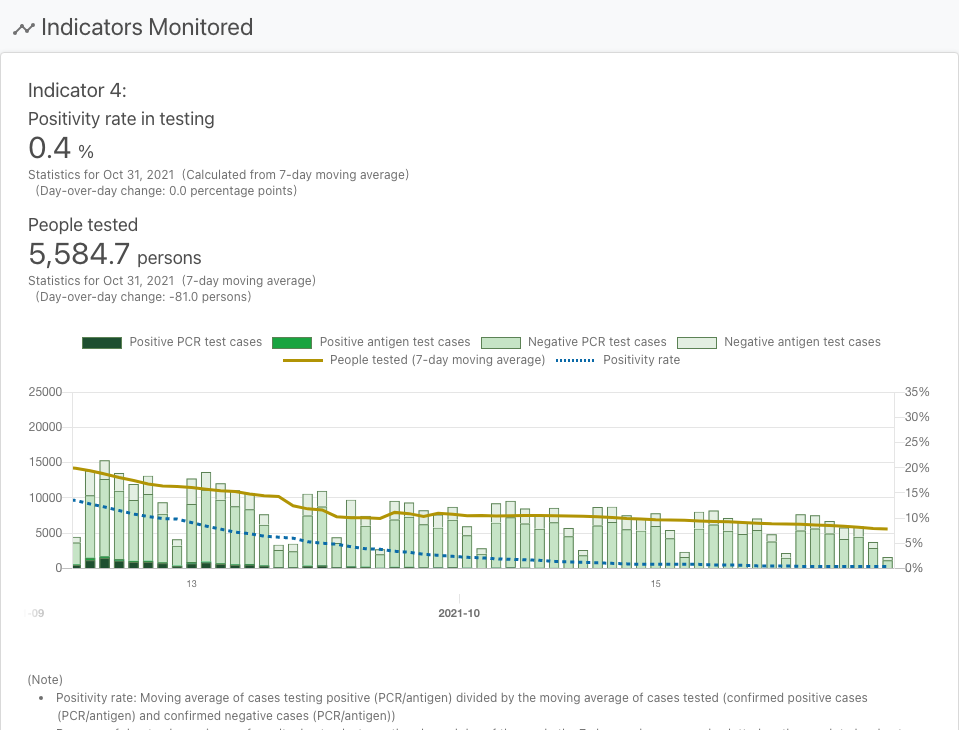 Indicators Monitored
Indicator 4:
Positivity rate in testing
0.4 %
Statistics for Oct 31, 2021 (Calculated from 7-day moving average)
(Day-over-day change: 0.0 percentage points)
People tested
5,584.7 persons
Statistics for Oct 31, 2021 (7-day moving average)
(Day-over-day change: -81.0 persons)
Positive PCR test cases Positive antigen test cases Negative PCR test cases Negative antigen test cases
People tested (7-day moving average) Positivity rate
25000 35%
30%
20000
25%
15000 20%
15%
10000
10%
5000
5%
0 0%
13 15
-09 2021-10
(Note)
• Positivity rate: Moving average of cases testing positive (PCR/antigen) divided by the moving average of cases tested (confirmed positive cases
(PCR/antigen) and confirmed negative cases (PCR/antigen))